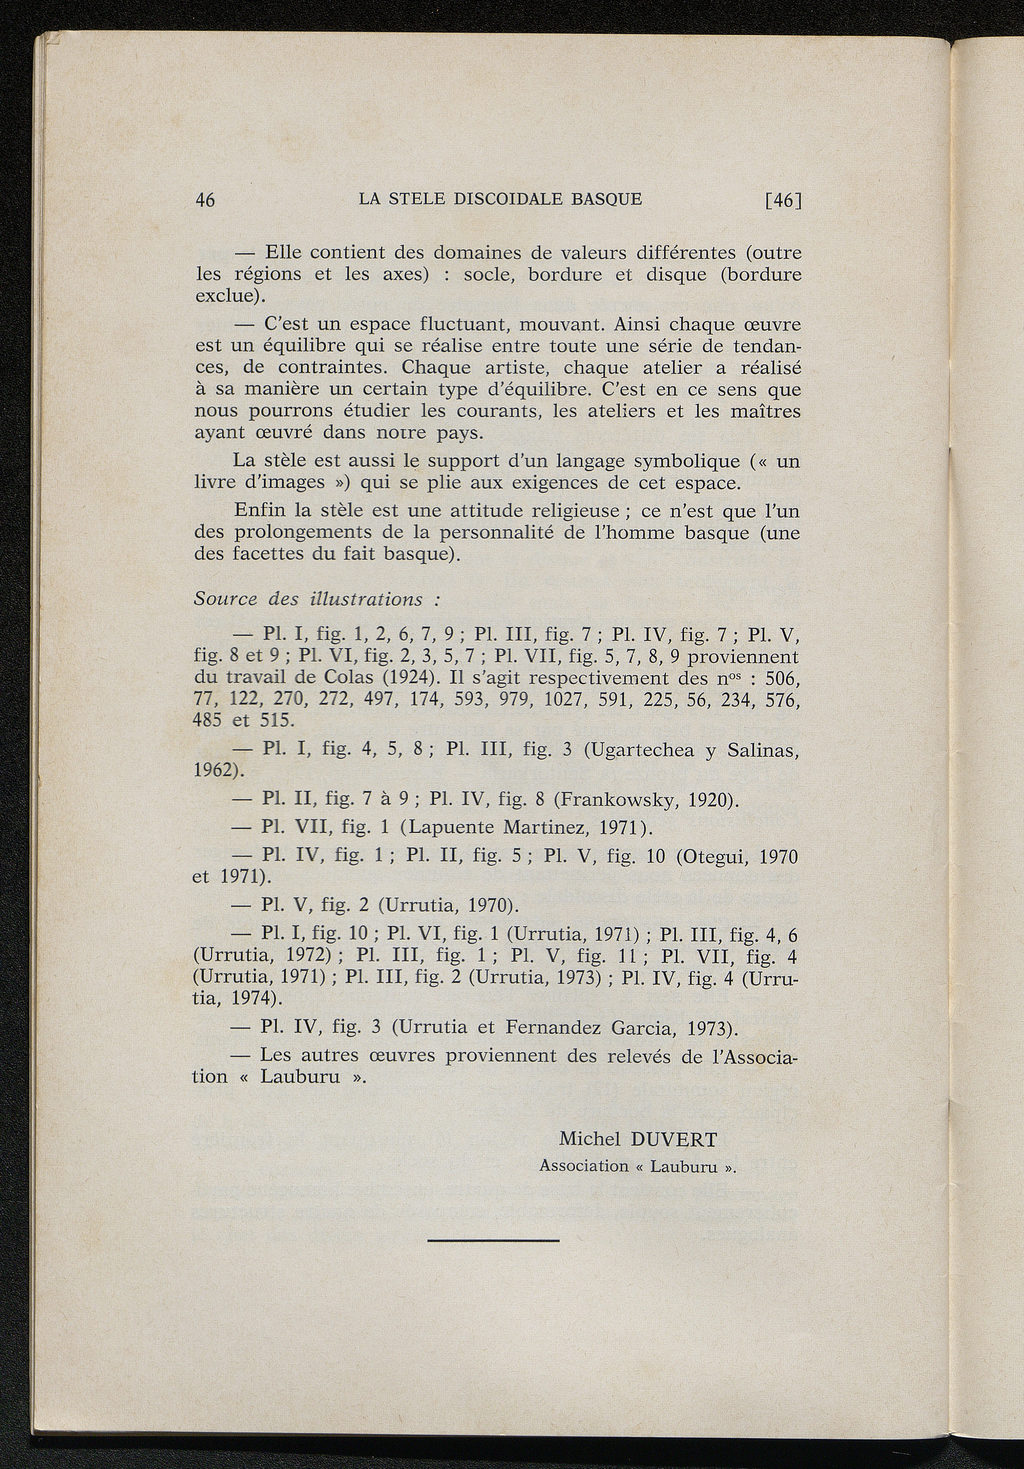 46 LA STELE DISCOIDALE BASQUE [46]
— Elle contient des domaines de valeurs différentes (outre
les régions et les axes) : socle, bordure et disque (bordure
exclue).
— C'est un espace fluctuant, mouvant. Ainsi chaque œuvre
est un équilibre qui se réalise entre toute une série de tendan-
ces, de contraintes. Chaque artiste, chaque atelier a réalisé
à sa manière un certain type d'équilibre. C'est en ce sens que
nous pourrons étudier les courants, les ateliers et les maîtres
ayant œuvré dans notre pays.
La stèle est aussi le support d'un langage symbolique (« un
livre d'images ») qui se plie aux exigences de cet espace.
Enfin la stèle est une attitude religieuse ; ce n'est que l'un
des prolongements de la personnalité de l'homme basque (une
des facettes du fait basque).
Source des illustrations :
— Pl. I, fig. 1, 2, 6, 7, 9 ; Pl. III, fig. 7 ; Pl. IV, fig. 7 ; Pl. V,
fig. 8 et 9 ; Pl. VI, fig. 2, 3, 5, 7 ; Pl. VII, fig. 5, 7, 8, 9 proviennent
du travail de Colas (1924). Il s'agit respectivement des nos : 506,
77, 122, 270, 272, 497, 174, 593, 979, 1027, 591, 225, 56, 234, 576,
485 et 515.
— Pl. I, fig. 4, 5, 8 ; Pl. III, fig. 3 (Ugartechea y Salinas,
1962).
— Pl. II, fig. 7 à 9 ; Pl. IV, fig. 8 (Frankowsky, 1920).
— Pl. VII, fig. 1 (Lapuente Martinez, 1971).
— Pl. IV, fig. 1 ; Pl. II, fig. 5 ; Pl. V, fig. 10 (Otegui, 1970
et 1971).
— Pl. V, fig. 2 (Urrutia, 1970).
— Pl. I, fig. 10 ; Pl. VI, fig. 1 (Urrutia, 1971) ; Pl. III, fig. 4, 6
(Urrutia, 1972) ; Pl. III, fig. 1 ; Pl. V, fig. 11 ; Pl. VII, fig. 4
(Urrutia, 1971) ; Pl. III, fig. 2 (Urrutia, 1973) ; Pl. IV, fig. 4 (Urru-
tia, 1974).
— Pl. IV, fig. 3 (Urrutia et Fernandez Garcia, 1973).
— Les autres œuvres proviennent des relevés de l'Associa-
tion « Lauburu ».
Michel DUVERT
Association « Lauburu ».